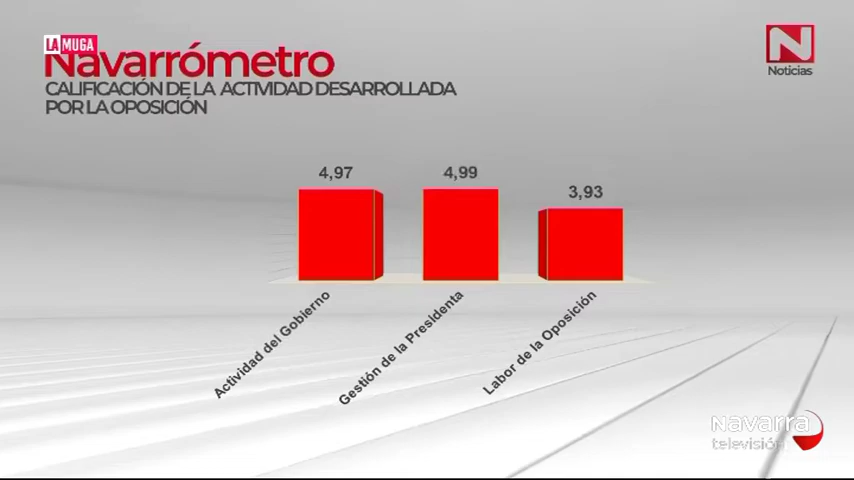 LA MUGA
Navarrómetro
CALIFICACIÓN DE LA ACTIVIDAD DESARROLLADA
POR LA OPOSICIÓN
N
Noticias
4,97
4,99
3,93
Actividad del Gobierno
Gestión de la Presidenta
Labor de la Oposición
Navarra
televisión